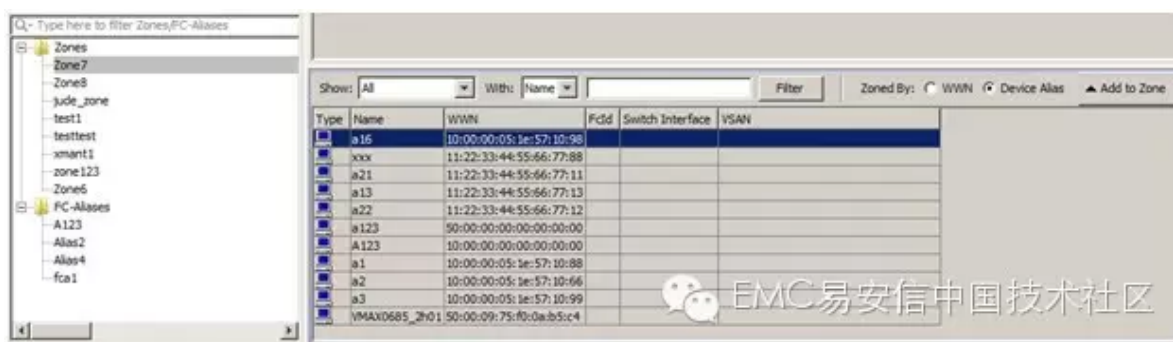 Type here to filter Zones/FC-Aliases
Zones
Zone7
Zone8
jude_zone
test1
testtest
xmant1
zone123
Zone6
FC-Aliases
A123
Alias2
Alias4
fca1
Show: All With: Name Filter Zoned By: WWN Device Alias Add to Zone
Type Name WWN FcId Switch Interface VSAN
a16 10:00:00:05:1e:57:10:98
xxx 11:22:33:44:55:66:77:88
a21 11:22:33:44:55:66:77:11
a13 11:22:33:44:55:66:77:13
a22 11:22:33:44:55:66:77:12
a123 50:00:00:00:00:00:00:00
A123 10:00:00:00:00:00:00:00
a1 10:00:00:05:1e:57:10:88
a2 10:00:00:05:1e:57:10:66
a3 10:00:00:05:1e:57:10:99
VMAX0685_2h01 50:00:09:75:f0:0a:b5:c4
EMC易安信中国技术社区